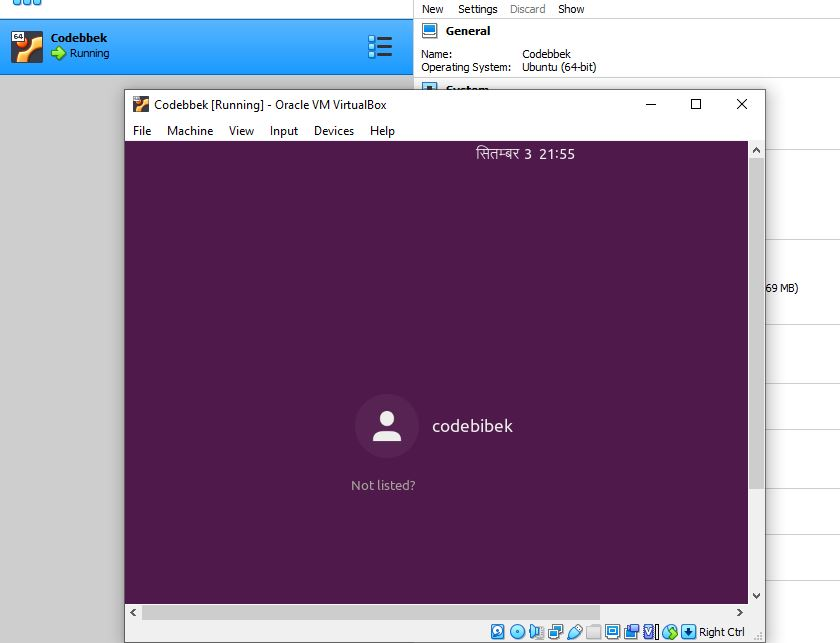 New Settings Discard Show
64
Codebbek
Running
General
Name: Codebbek
Operating System: Ubuntu (64-bit)
Codebbek [Running] - Oracle VM VirtualBox
File Machine View Input Devices Help
सितम्बर 3 21:55
69 MB)
codebibek
Not listed?
Right Ctrl